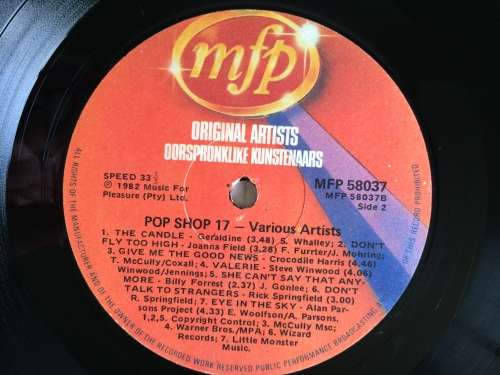 mfp
ORIGINAL ARTISTS
OORSPRONKLIKE KUNSTENAARS
SPEED 33
℗ 1982 Music For
Pleasure (Pty) Ltd.
MFP 58037
MFP 58037B
Side 2
POP SHOP 17 – Various Artists
1. THE CANDLE - Geraldine (3.48) S. Whalley; 2. DON'T
FLY TOO HIGH - Joanna Field (3.28) F. Furrter/J. Mohring;
3. GIVE ME THE GOOD NEWS - Crocodile Harris (4.46)
T. McCully/Coxall; 4. VALERIE - Steve Winwood (4.06)
Winwood/Jennings; 5. SHE CAN'T SAY THAT ANY-
MORE - Billy Forrest (2.37) J. Gonlee; 6. DON'T
TALK TO STRANGERS - Rick Springfield (3.00)
R. Springfield; 7. EYE IN THE SKY - Alan Par-
sons Project (4.33) E. Woolfson/A. Parsons.
1,2,5. Copyright Control; 3. McCully Msc;
4. Warner Bros./MPA; 6. Wizard
Records; 7. Little Monster
Music.
ALL RIGHTS OF THE MANUFACTURER AND OF THE OWNER OF THE RECORDED WORK RESERVED UNAUTHORISED PUBLIC PERFORMANCE BROADCASTING OF THIS RECORD PROHIBITED